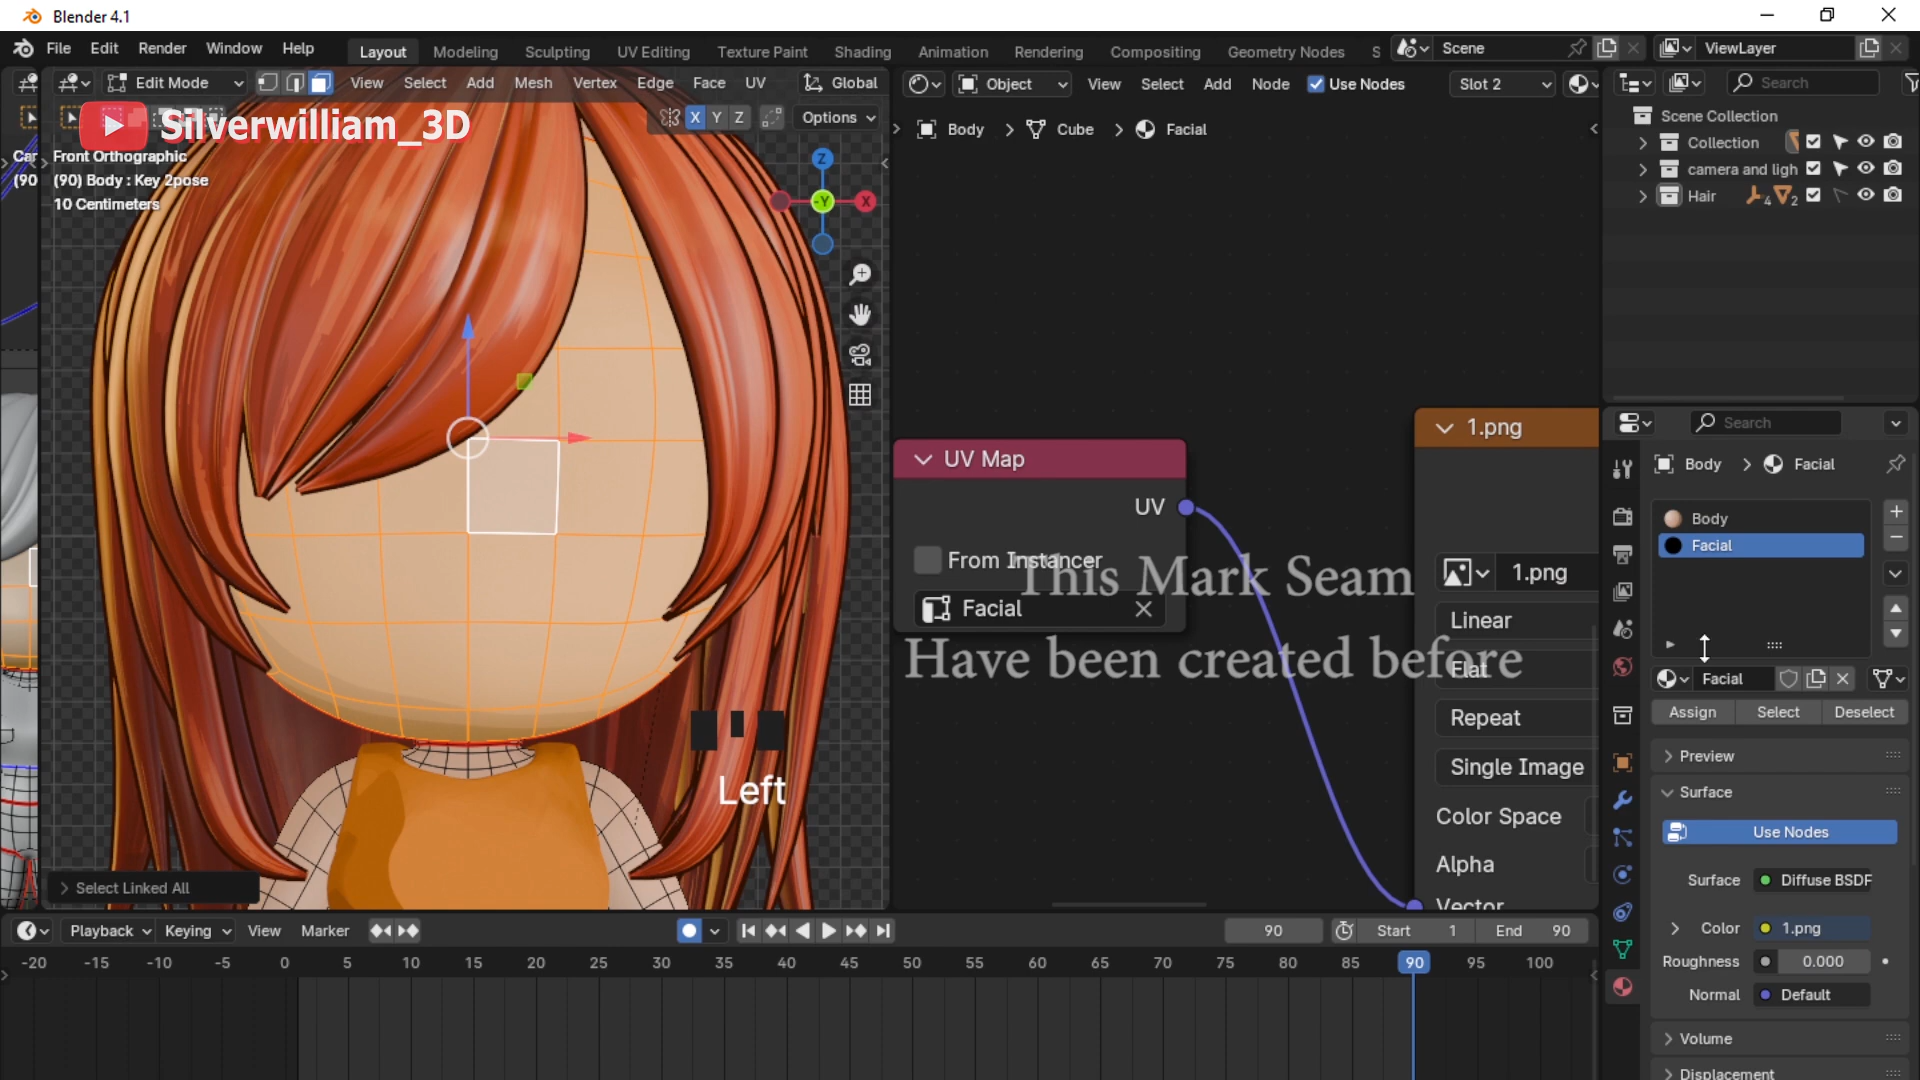 Blender 4.1
File Edit Render Window Help Layout Modeling Sculpting UV Editing Texture Paint Shading Animation Rendering Compositing Geometry Nodes S Scene ViewLayer
Edit Mode View Select Add Mesh Vertex Edge Face UV Global Object View Select Add Node Use Nodes Slot 2 Search
Silverwilliam_3D X Y Z Options
Body Cube Facial Scene Collection
Car Front Orthographic Collection
(90 (90) Body : Key 2pose camera and ligh
10 Centimeters Hair 4 2
Z
-Y X
Search
1.png
UV Map Body Facial
UV Body
Facial
From Instancer
This Mark Seam 1.png
Facial Linear
Have been created before
Flat
Facial
Repeat Assign Select Deselect
Single Image Preview
Left Surface
Color Space Use Nodes
Alpha Surface Diffuse BSDF
Select Linked All
Vector
Playback Keying View Marker 90 Start 1 End 90 Color 1.png
-20 -15 -10 -5 0 5 10 15 20 25 30 35 40 45 50 55 60 65 70 75 80 85 90 95 100 Roughness 0.000
Normal Default
Volume
Displacement